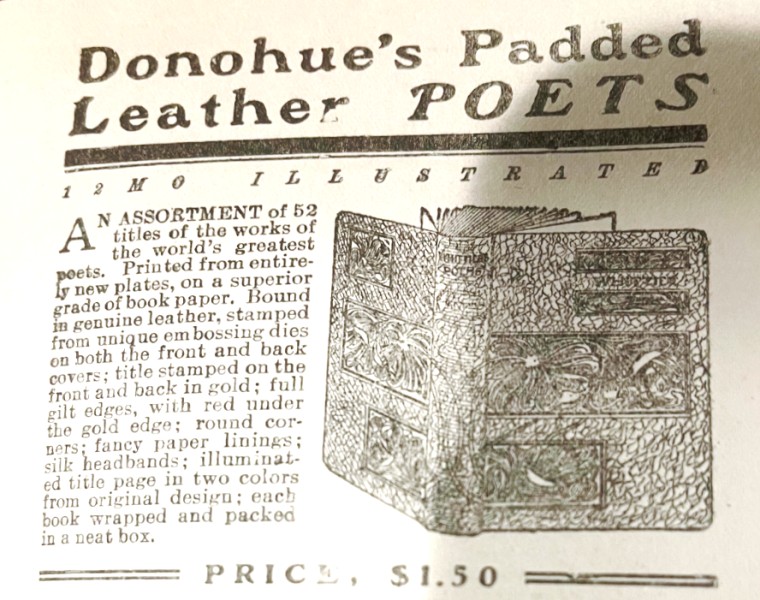 Donohue's Padded
Leather POETS
12MO ILLUSTRATED
AN ASSORTMENT of 52
titles of the works of
the world's greatest
poets. Printed from entire-
ly new plates, on a superior
grade of book paper. Bound
in genuine leather, stamped
from unique embossing dies
on both the front and back
covers; title stamped on the
front and back in gold; full
gilt edges, with red under
the gold edge; round cor-
ners; fancy paper linings;
silk headbands; illuminat-
ed title page in two colors
from original design; each
book wrapped and packed
in a neat box.
WHITTIER
PRICE, $1.50